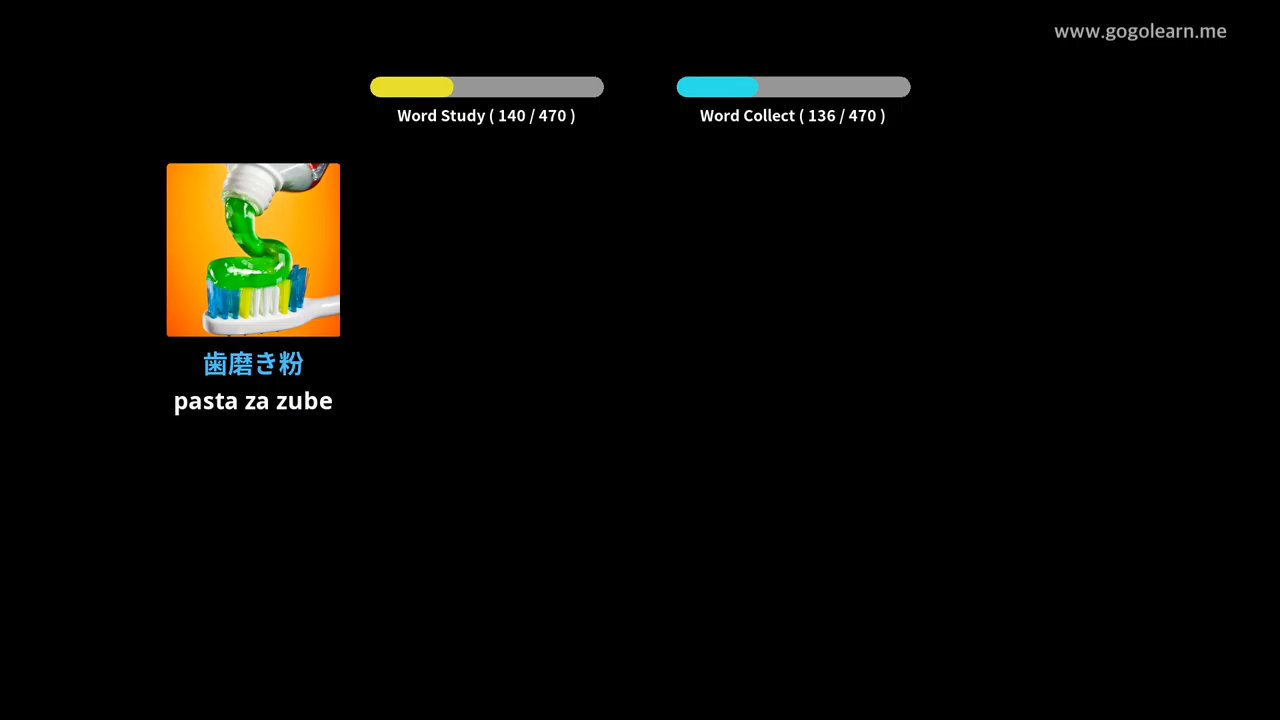 www.gogolearn.me
Word Study ( 140 / 470 )
Word Collect ( 136 / 470 )
歯磨き粉
pasta za zube